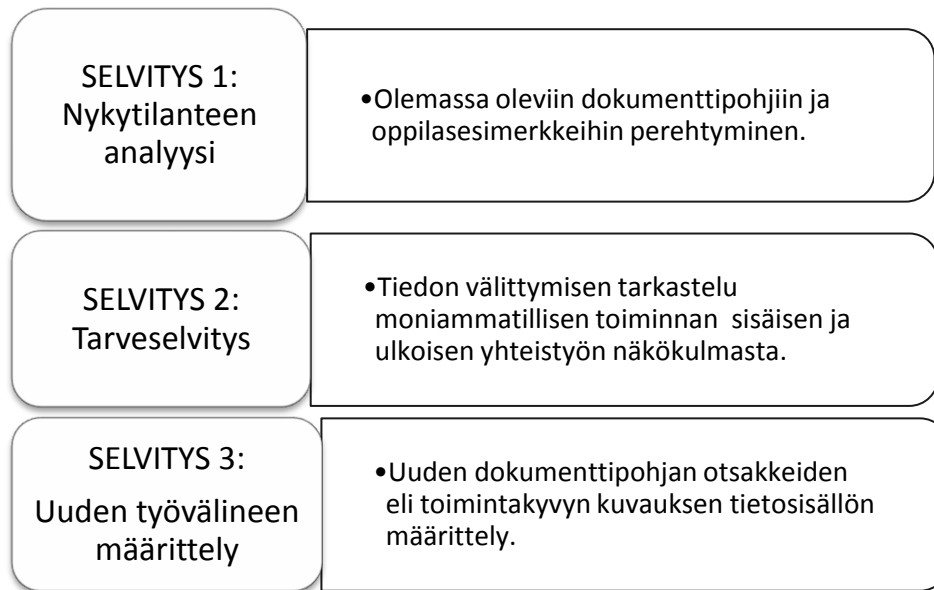 SELVITYS 1:
Nykytilanteen
analyysi
•Olemassa oleviin dokumenttipohjiin ja
oppilasesimerkkeihin perehtyminen.
SELVITYS 2:
Tarveselvitys
•Tiedon välittymisen tarkastelu
moniammatillisen toiminnan sisäisen ja
ulkoisen yhteistyön näkökulmasta.
SELVITYS 3:
Uuden työvälineen
määrittely
•Uuden dokumenttipohjan otsakkeiden
eli toimintakyvyn kuvauksen tietosisällön
määrittely.